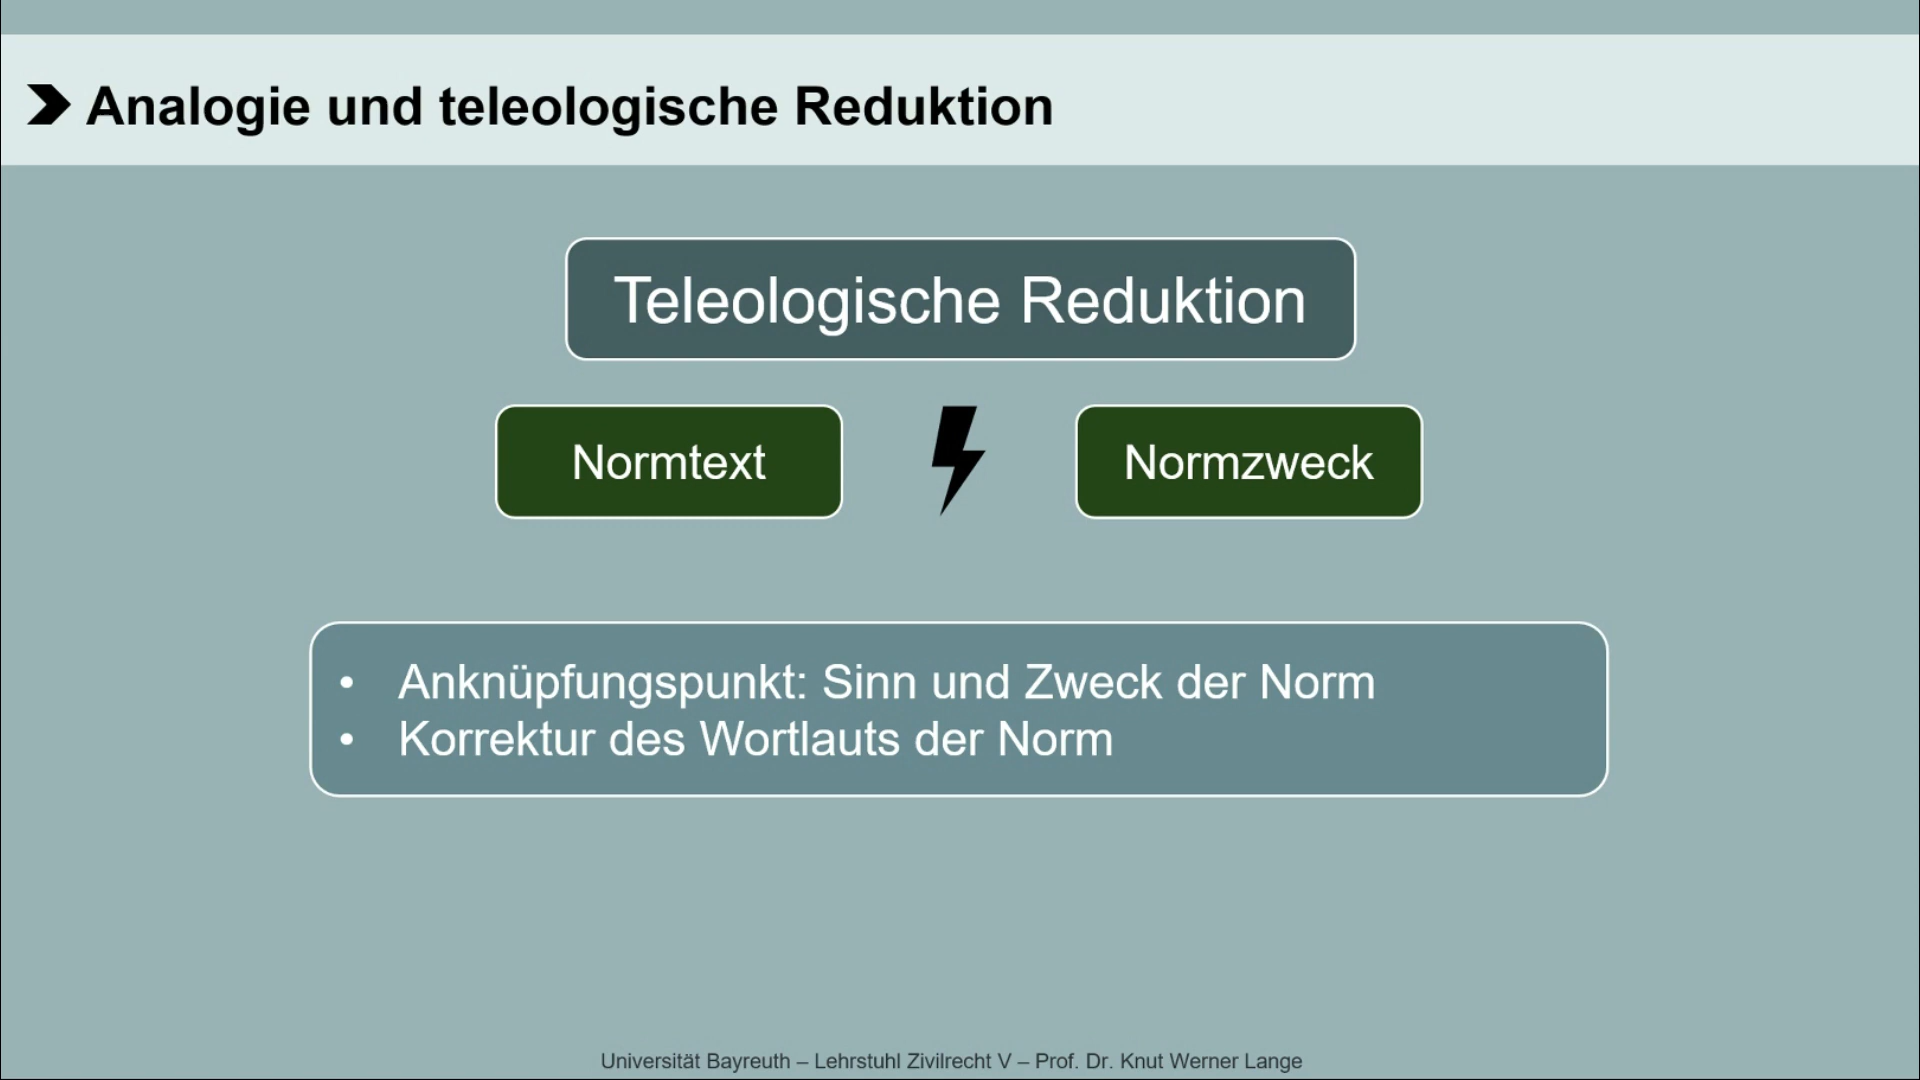 Analogie und teleologische Reduktion
Teleologische Reduktion
Normtext
Normzweck
• Anknüpfungspunkt: Sinn und Zweck der Norm
• Korrektur des Wortlauts der Norm
Universität Bayreuth – Lehrstuhl Zivilrecht V – Prof. Dr. Knut Werner Lange